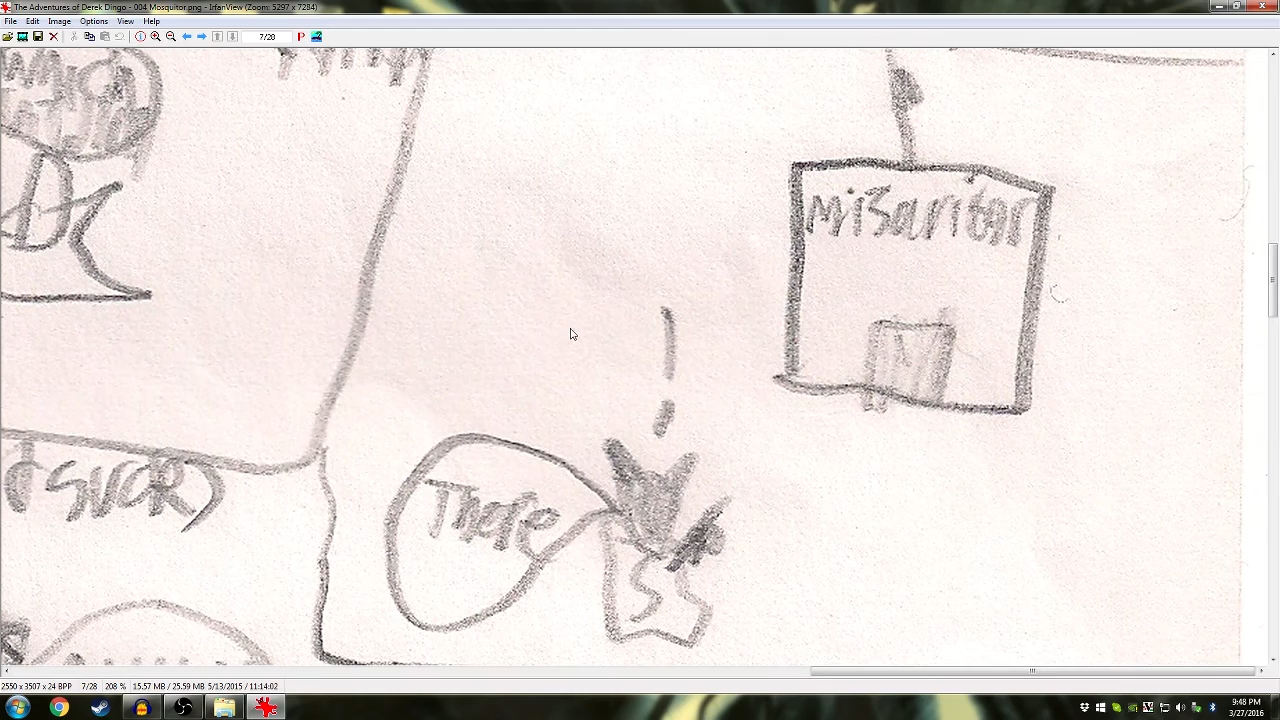 The Adventures of Derek Dingo - 004 Mosquitor.png - IrfanView (Zoom: 5297 x 7284)
File Edit Image Options View Help
7/28
MiSquitor
There
S
2550 x 3507 x 24 BPP 7/28 208 % 15.57 MB / 25.59 MB 5/13/2015 / 11:14:02
9:48 PM
3/27/2016